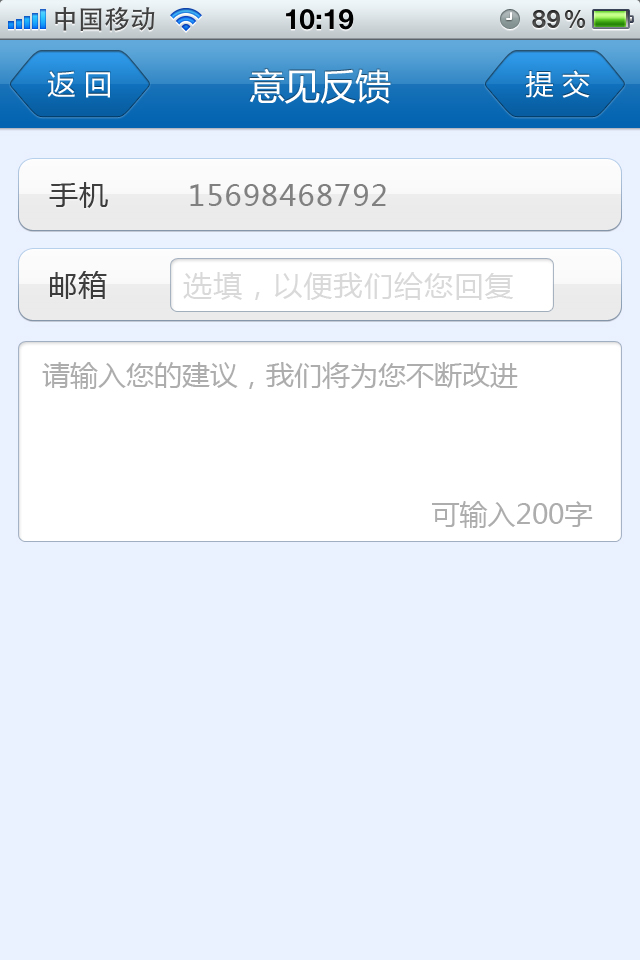 中国移动 10:19 89%
返回 意见反馈 提交
手机 15698468792
邮箱 选填，以便我们给您回复
请输入您的建议，我们将为您不断改进
可输入200字